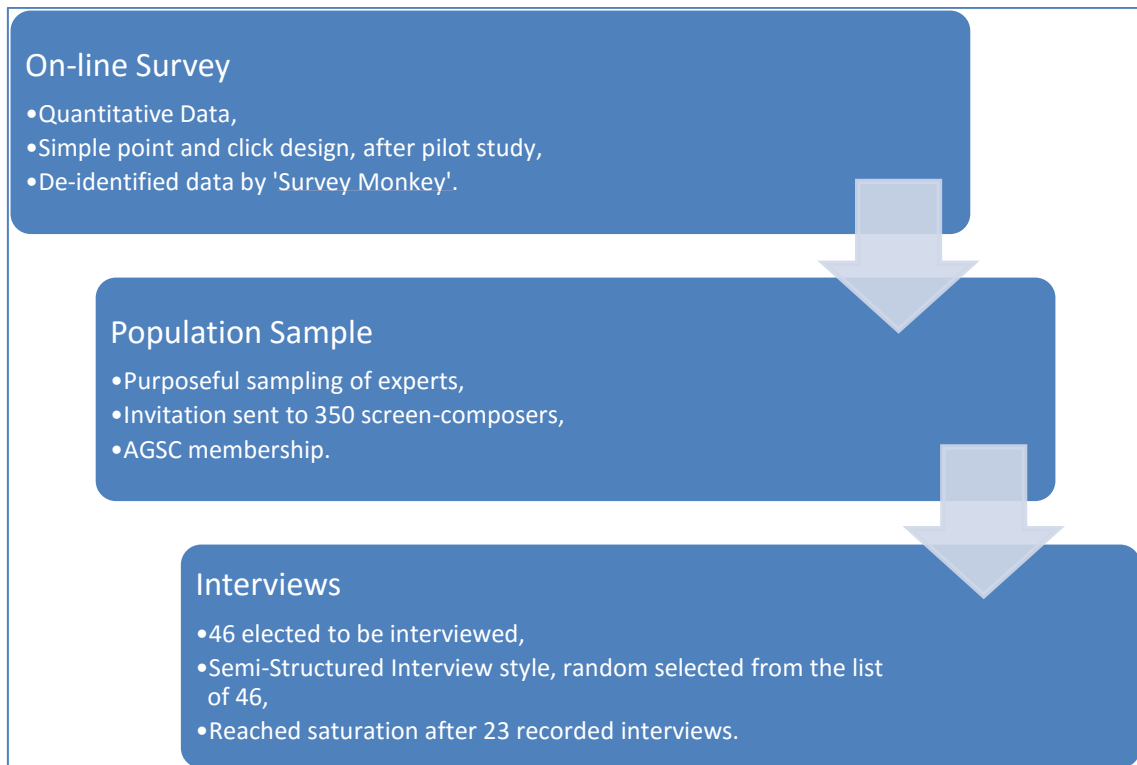 On-line Survey
•Quantitative Data,
•Simple point and click design, after pilot study,
•De-identified data by 'Survey Monkey'.
Population Sample
•Purposeful sampling of experts,
•Invitation sent to 350 screen-composers,
•AGSC membership.
Interviews
•46 elected to be interviewed,
•Semi-Structured Interview style, random selected from the list
of 46,
•Reached saturation after 23 recorded interviews.